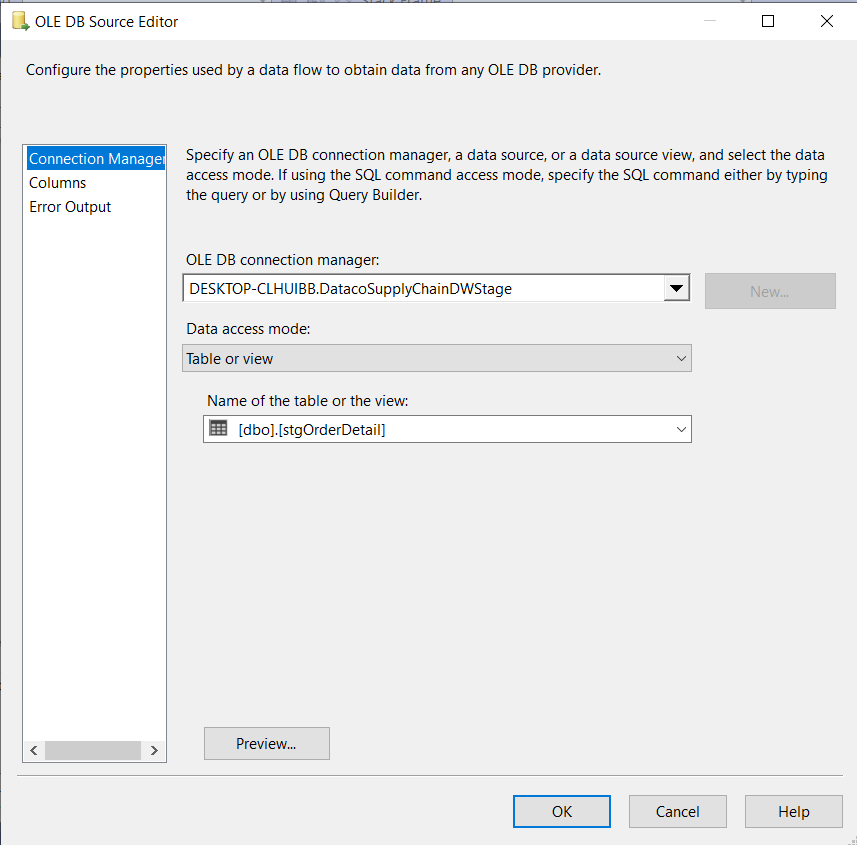 OLE DB Source Editor
Configure the properties used by a data flow to obtain data from any OLE DB provider.
Connection Manager
Columns
Error Output
Specify an OLE DB connection manager, a data source, or a data source view, and select the data
access mode. If using the SQL command access mode, specify the SQL command either by typing
the query or by using Query Builder.
OLE DB connection manager:
DESKTOP-CLHUIBB.DatacoSupplyChainDWStage
New...
Data access mode:
Table or view
Name of the table or the view:
[dbo].[stgOrderDetail]
Preview...
OK
Cancel
Help